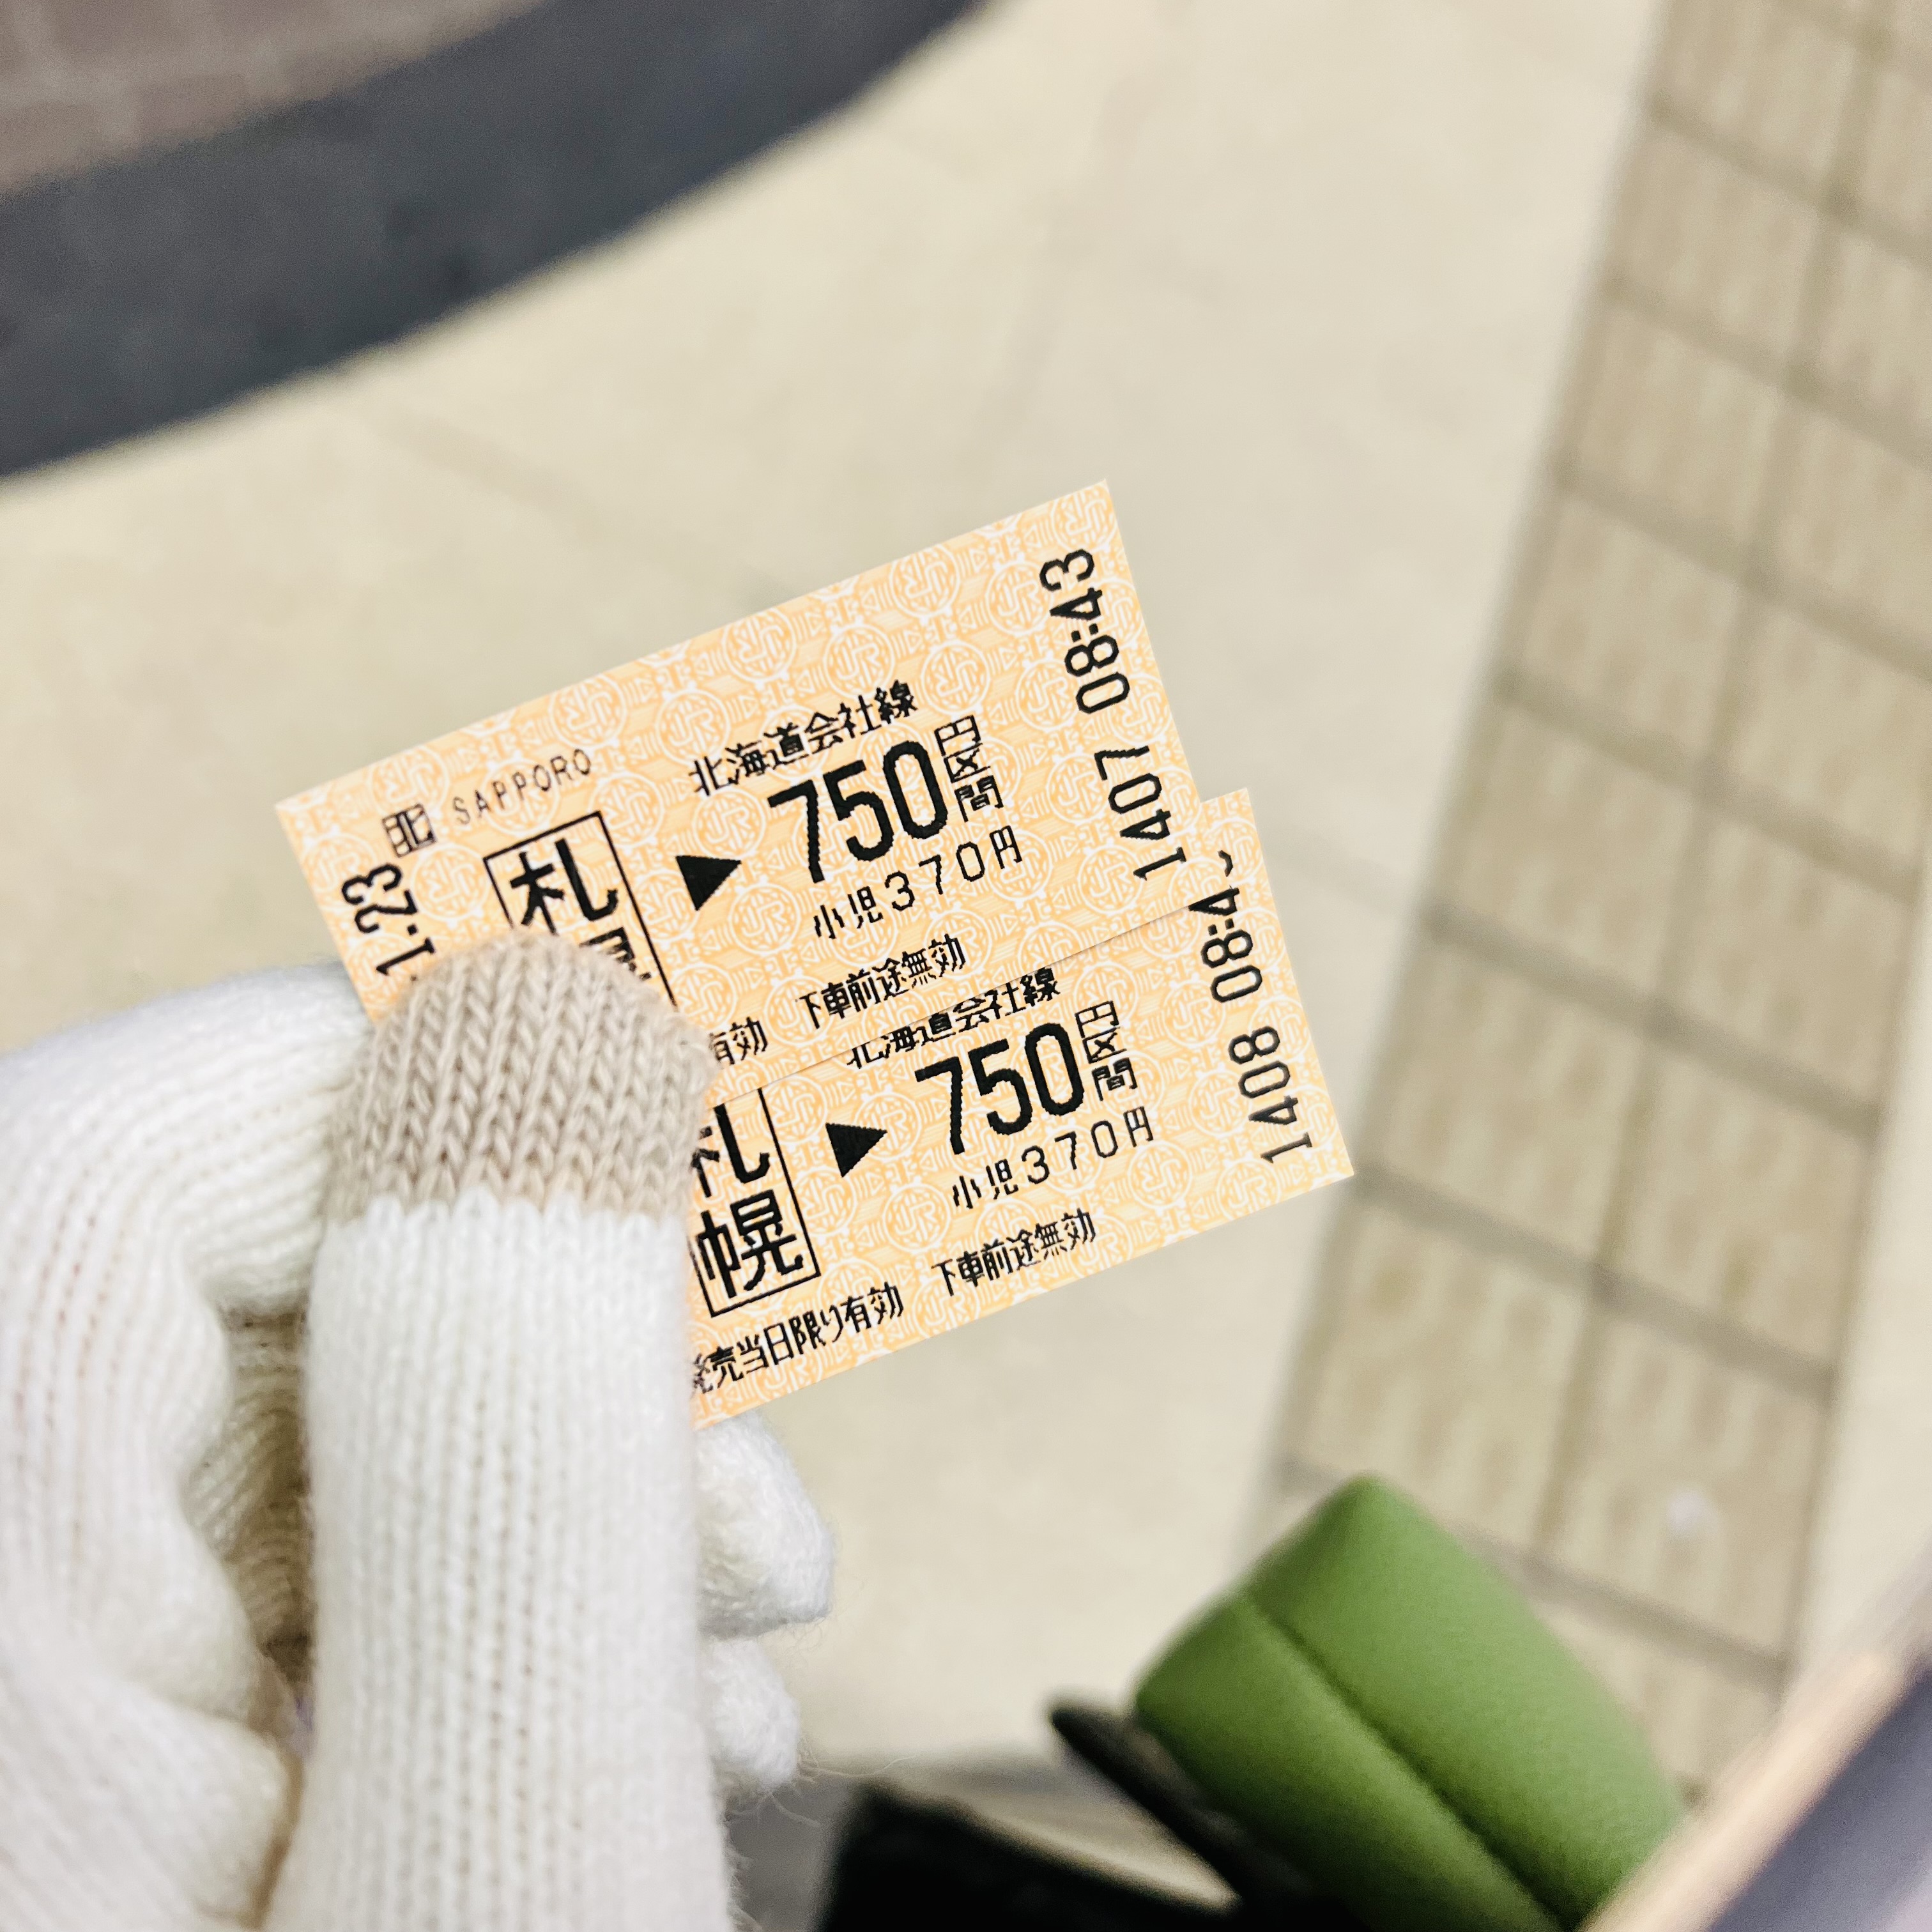 北 SAPPORO
1.23
札幌
北海道会社線
▶ 750円区間
小児370円
有効 下車前途無効
1407 08:43
札幌
北海道会社線
▶ 750円区間
小児370円
発売当日限り有効 下車前途無効
1408 08:4